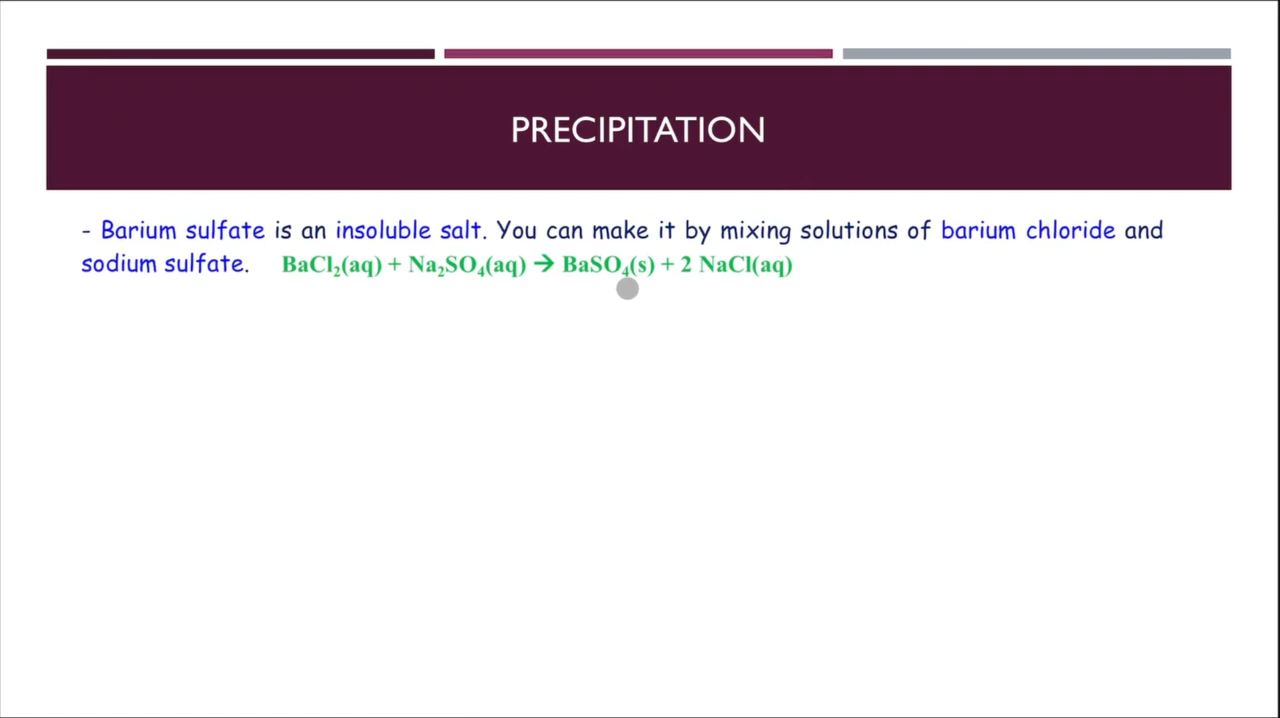 PRECIPITATION
- Barium sulfate is an insoluble salt. You can make it by mixing solutions of barium chloride and
sodium sulfate. BaCl₂(aq) + Na₂SO₄(aq) → BaSO₄(s) + 2 NaCl(aq)